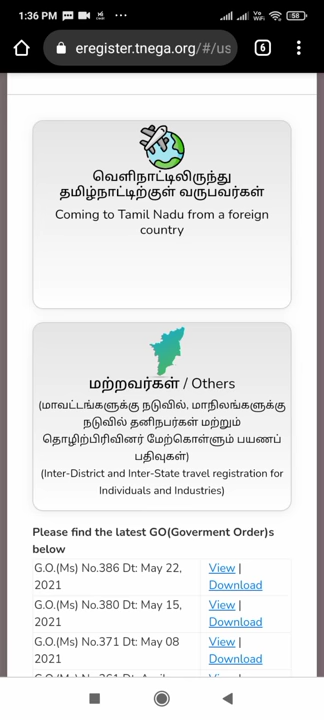 1:36 PM
Vo
WiFi
58
eregister.tnega.org/#/us
6
வெளிநாட்டிலிருந்து
தமிழ்நாட்டிற்குள் வருபவர்கள்
Coming to Tamil Nadu from a foreign
country
மற்றவர்கள் / Others
(மாவட்டங்களுக்கு நடுவில், மாநிலங்களுக்கு
நடுவில் தனிநபர்கள் மற்றும்
தொழிற்பிரிவினர் மேற்கொள்ளும் பயணப்
பதிவுகள்)
(Inter-District and Inter-State travel registration for
Individuals and Industries)
Please find the latest GO(Goverment Order)s
below
G.O.(Ms) No.386 Dt: May 22,
2021
View |
Download
G.O.(Ms) No.380 Dt: May 15,
2021
View |
Download
G.O.(Ms) No.371 Dt: May 08
2021
View |
Download